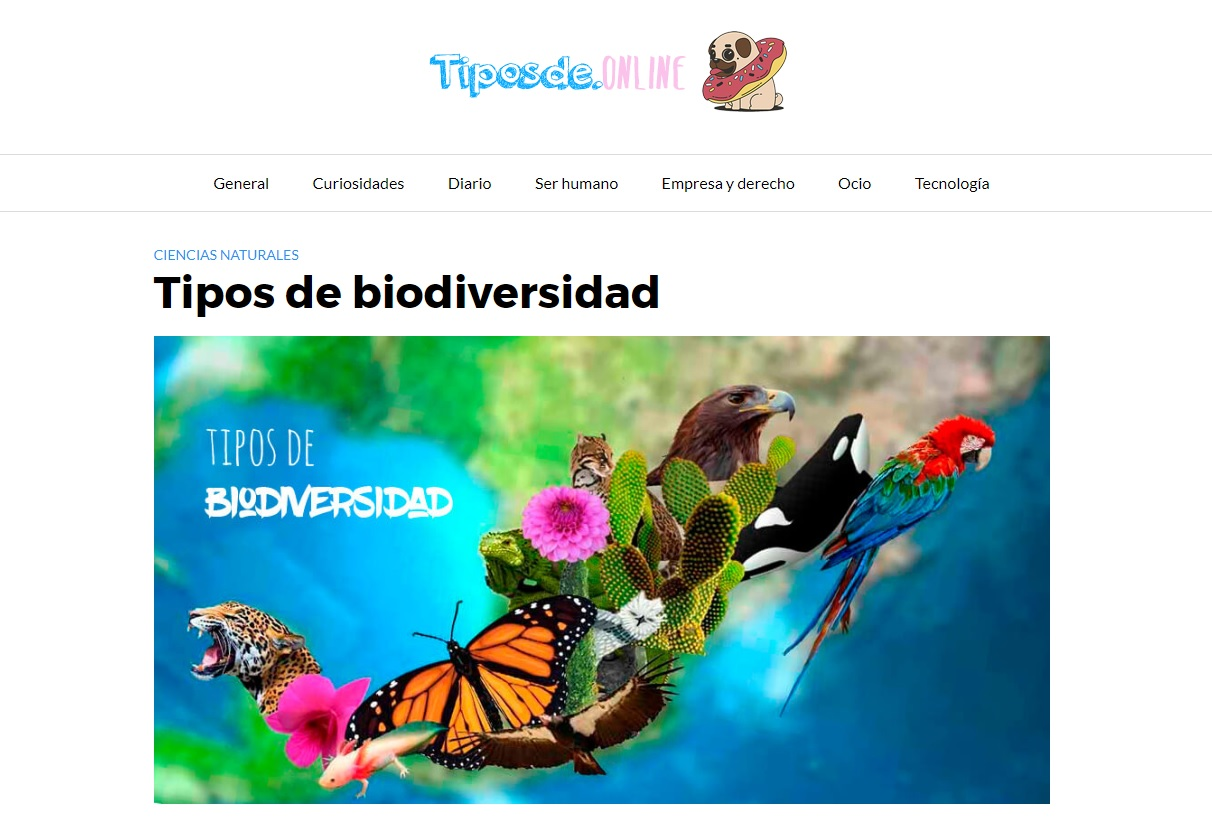 Tiposde.ONLINE
General Curiosidades Diario Ser humano Empresa y derecho Ocio Tecnología
CIENCIAS NATURALES
Tipos de biodiversidad
TIPOS DE
BIODIVERSIDAD